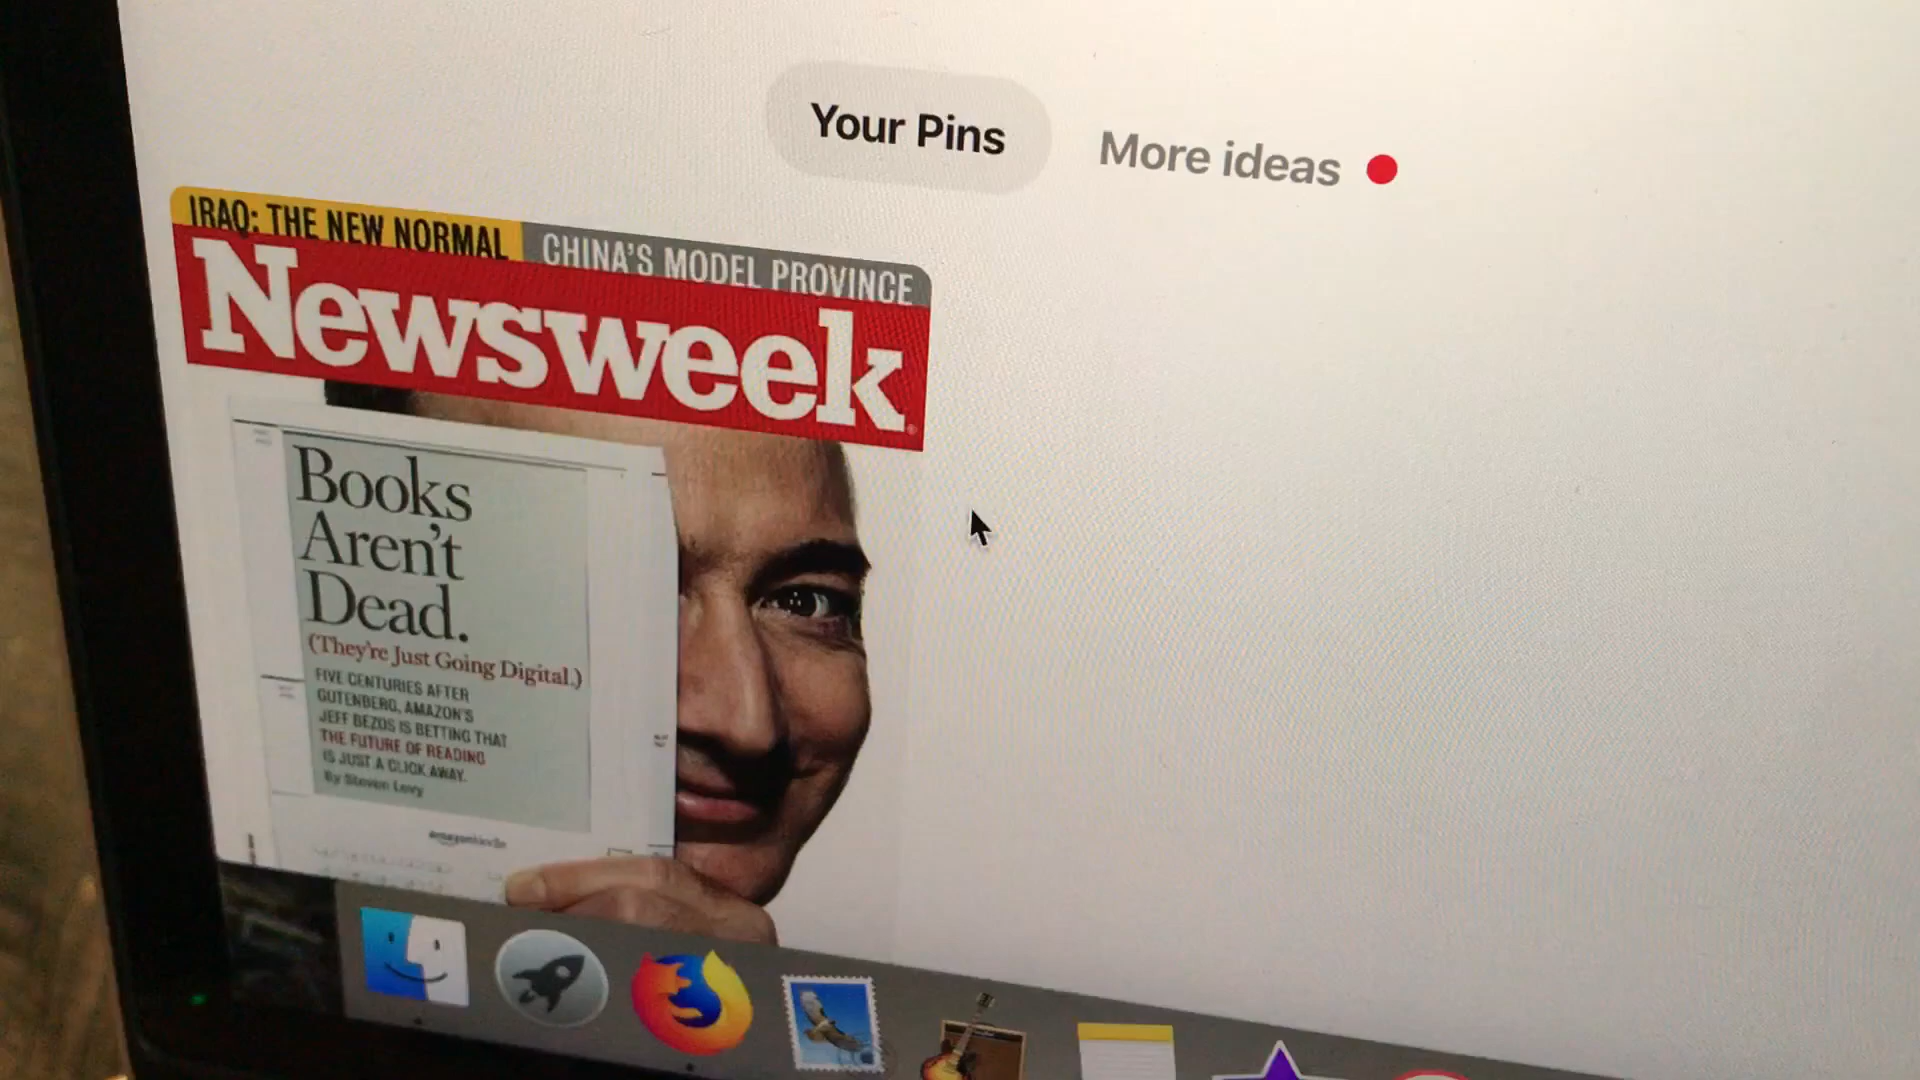 Your Pins
More ideas
IRAQ: THE NEW NORMAL
CHINA'S MODEL PROVINCE
Newsweek
Books
Aren't
Dead.
(They're Just Going Digital.)
FIVE CENTURIES AFTER
GUTENBERG, AMAZON'S
JEFF BEZOS IS BETTING THAT
THE FUTURE OF READING
IS JUST A CLICK AWAY.
By Steven Levy
amazonkindle